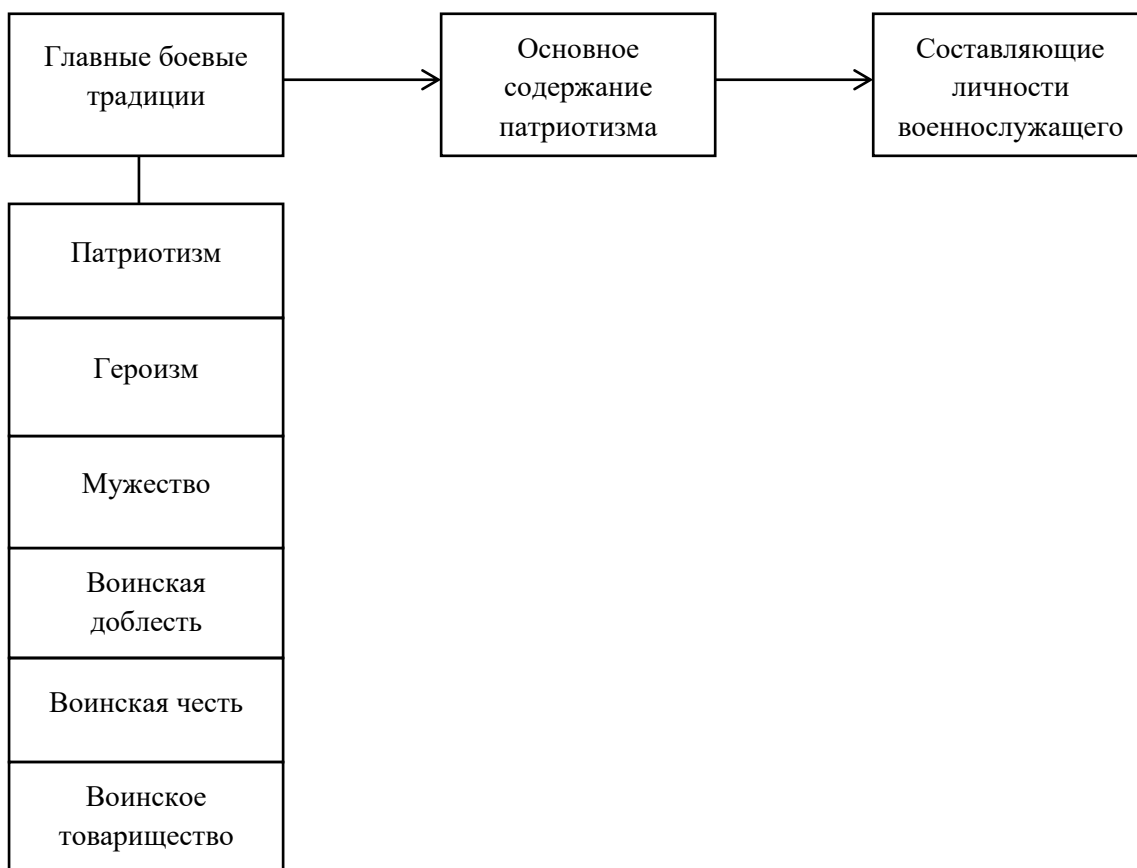 Главные боевые
традиции
Основное
содержание
патриотизма
Составляющие
личности
военнослужащего
Патриотизм
Героизм
Мужество
Воинская
доблесть
Воинская честь
Воинское
товарищество